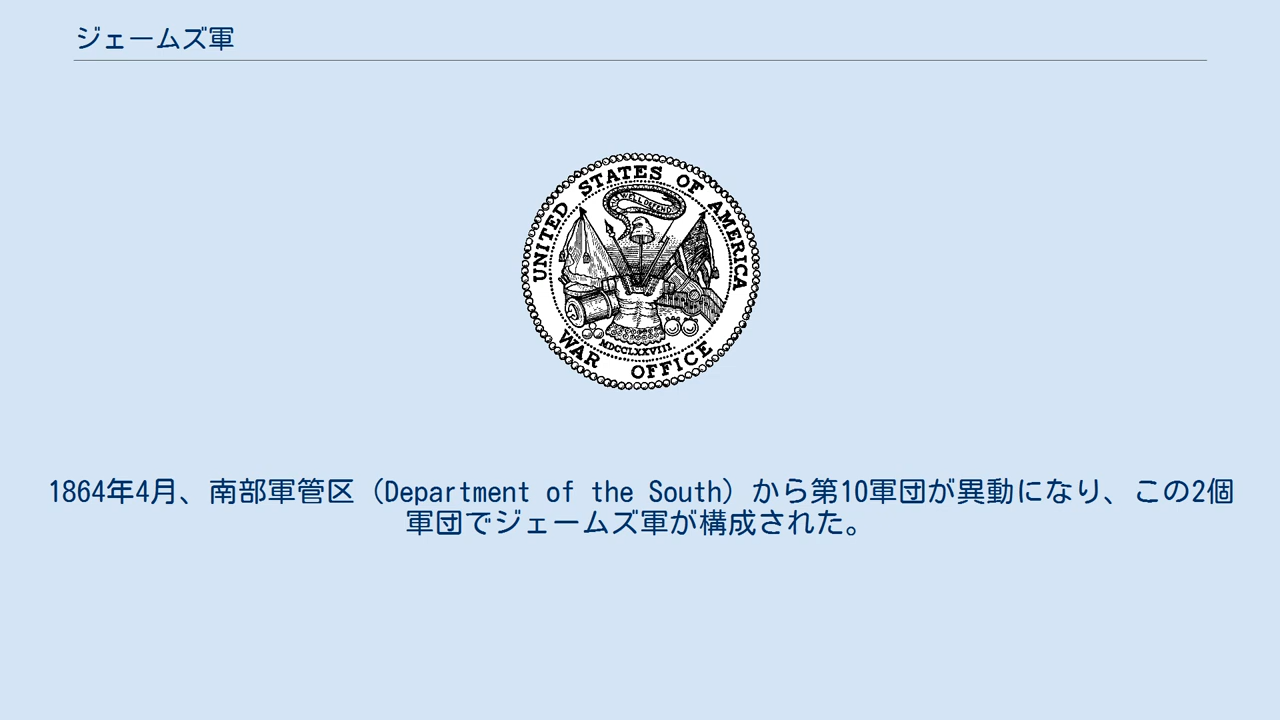 ジェームズ軍
UNITED STATES OF AMERICA
WE'LL DEFEND
MDCCLXXVIII.
WAR OFFICE
1864年4月、南部軍管区（Department of the South）から第10軍団が異動になり、この2個
軍団でジェームズ軍が構成された。